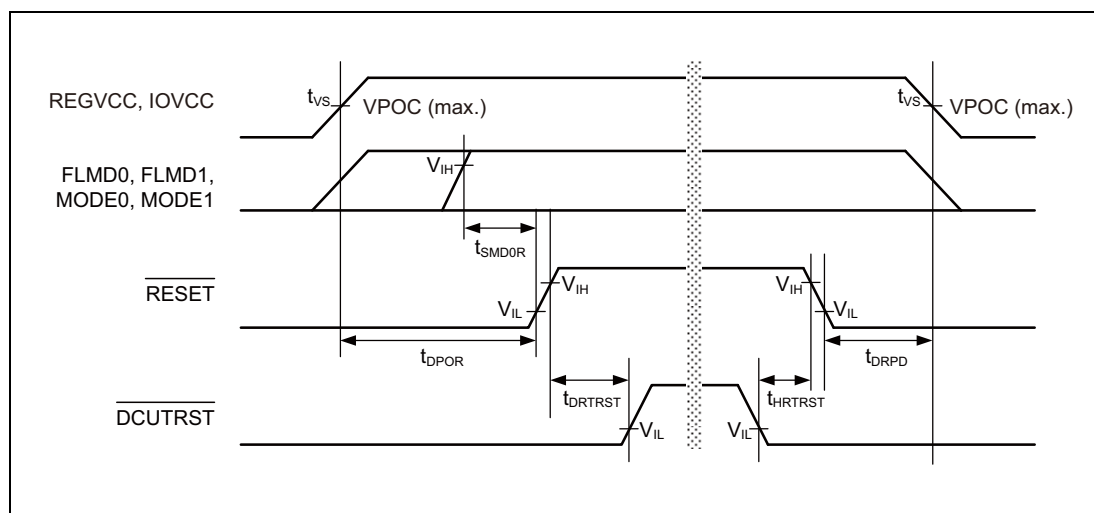 REGVCC, IOVCC
tVS
VPOC (max.)
tVS
VPOC (max.)
FLMD0, FLMD1,
MODE0, MODE1
VIH
tSMD0R
RESET
VIH
VIL
VIH
VIL
tDPOR
tDRPD
tDRTRST
tHRTRST
DCUTRST
VIL
VIL